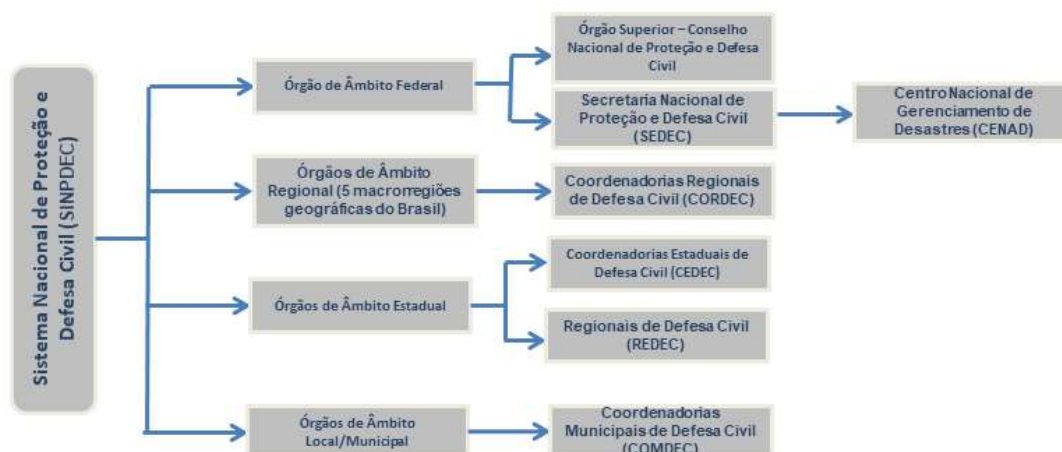 Sistema Nacional de Proteção e
Defesa Civil (SINPDEC)
Órgão de Âmbito Federal
Órgão Superior – Conselho
Nacional de Proteção e Defesa
Civil
Secretaria Nacional de
Proteção e Defesa Civil
(SEDEC)
Centro Nacional de
Gerenciamento de
Desastres (CENAD)
Órgãos de Âmbito
Regional (5 macrorregiões
geográficas do Brasil)
Coordenadorias Regionais
de Defesa Civil (CORDEC)
Órgãos de Âmbito Estadual
Coordenadorias Estaduais de
Defesa Civil (CEDEC)
Regionais de Defesa Civil
(REDEC)
Órgãos de Âmbito
Local/Municipal
Coordenadorias
Municipais de Defesa Civil
(COMDEC)